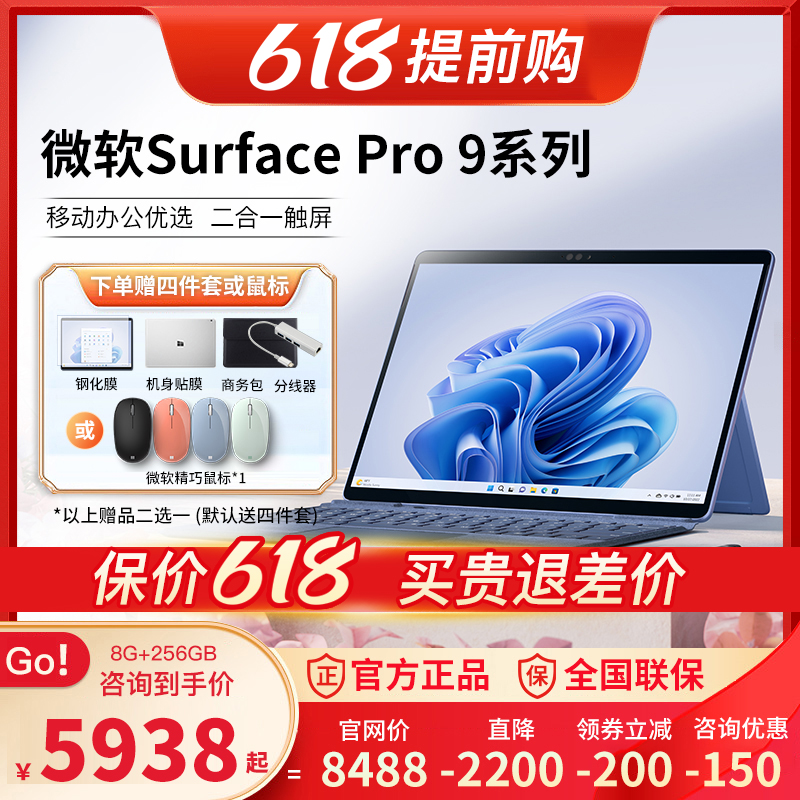 618提前购
微软Surface Pro 9系列
移动办公优选 二合一触屏
下单赠四件套或鼠标
钢化膜 机身贴膜 商务包 分线器
或
微软精巧鼠标*1
*以上赠品二选一 (默认送四件套)
保价618 买贵退差价
Go!
8G+256GB
咨询到手价
¥5938起
正 官方正品 保 全国联保
官网价 直降 领券立减 咨询优惠
=8488-2200-200-150